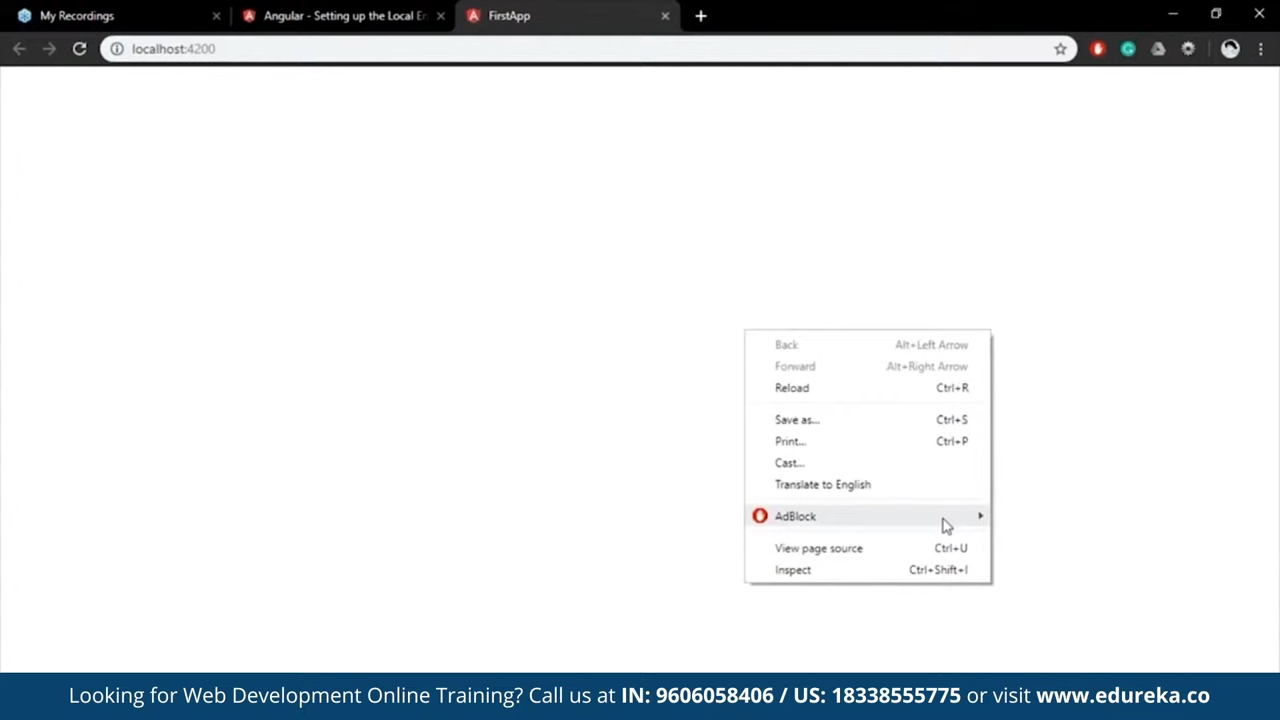 My Recordings
Angular - Setting up the Local En
FirstApp
localhost:4200
Back Alt+Left Arrow
Forward Alt+Right Arrow
Reload Ctrl+R
Save as... Ctrl+S
Print... Ctrl+P
Cast...
Translate to English
AdBlock
View page source Ctrl+U
Inspect Ctrl+Shift+I
Looking for Web Development Online Training? Call us at IN: 9606058406 / US: 18338555775 or visit www.edureka.co